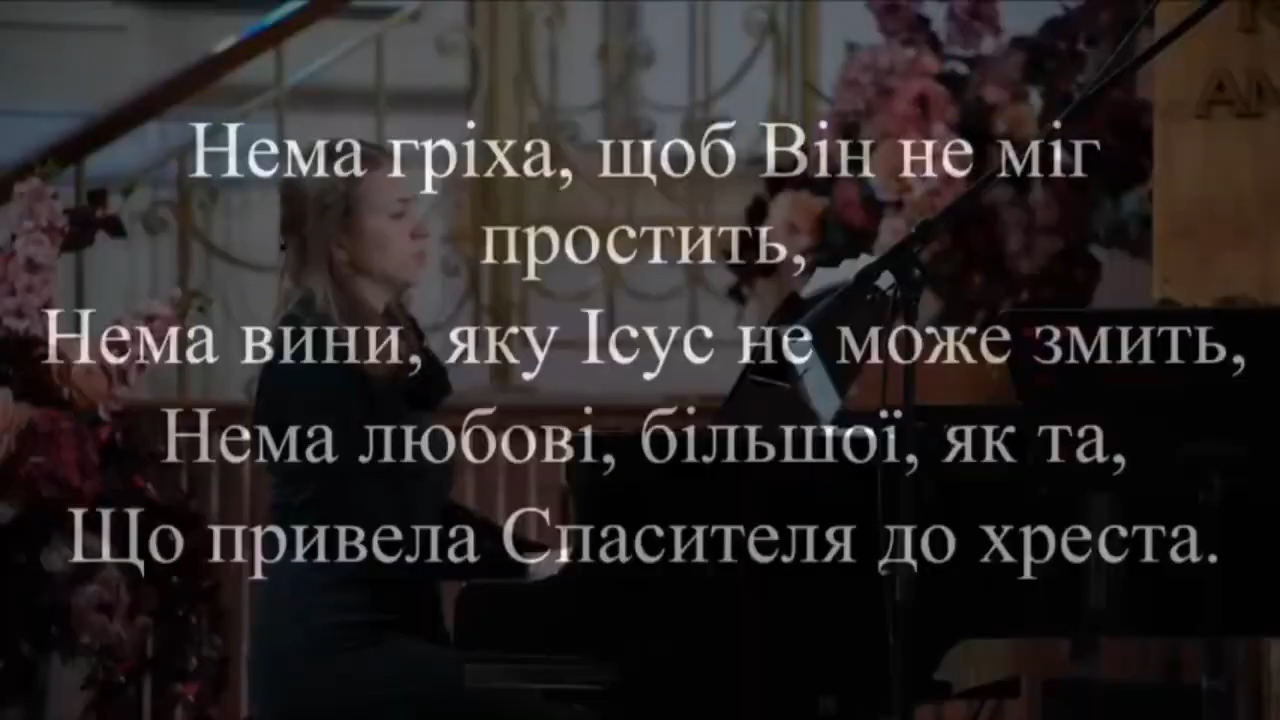 Нема гріха, щоб Він не міг
простить,
Нема вини, яку Ісус не може змить,
Нема любові, більшої, як та,
Що привела Спасителя до хреста.